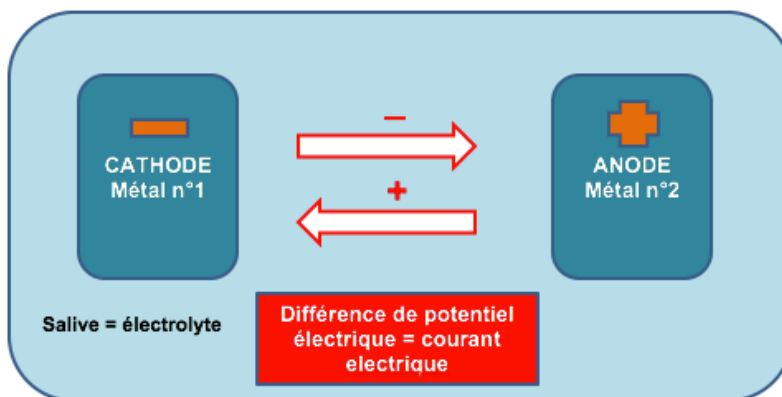 CATHODE
Métal n°1
–
+
ANODE
Métal n°2
Salive = électrolyte
Différence de potentiel
électrique = courant
electrique